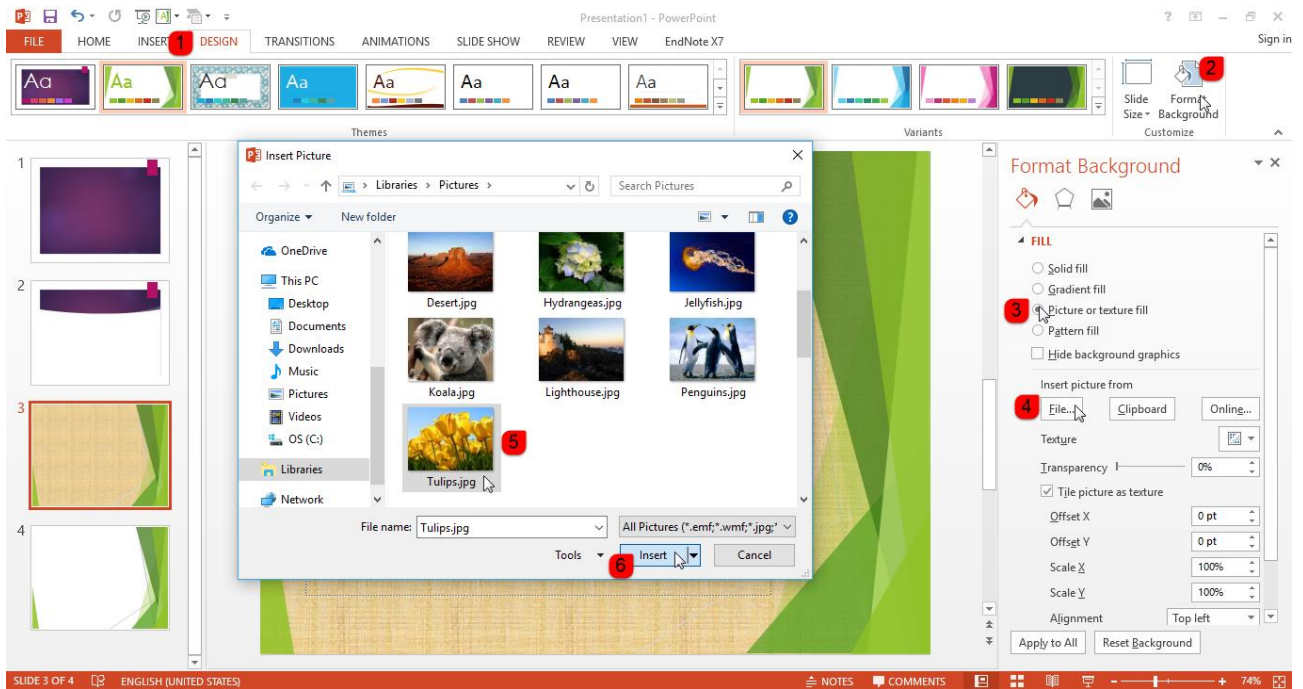 Presentation1 - PowerPoint
FILE HOME INSERT 1 DESIGN TRANSITIONS ANIMATIONS SLIDE SHOW REVIEW VIEW EndNote X7 Sign in
Aa Aa Aa Aa Aa Aa Aa Aa
2
Slide Size
Format Background
Themes Variants Customize
1
2
3
4
Insert Picture
Libraries Pictures Search Pictures
Organize New folder
OneDrive
This PC
Desktop
Documents
Downloads
Music
Pictures
Videos
OS (C:)
Libraries
Network
Desert.jpg Hydrangeas.jpg Jellyfish.jpg
Koala.jpg Lighthouse.jpg Penguins.jpg
5
Tulips.jpg
File name: Tulips.jpg All Pictures (*.emf;*.wmf;*.jpg;*
Tools 6 Insert Cancel
Format Background
FILL
Solid fill
Gradient fill
3 Picture or texture fill
Pattern fill
Hide background graphics
Insert picture from
4 File... Clipboard Online...
Texture
Transparency 0%
Tile picture as texture
Offset X 0 pt
Offset Y 0 pt
Scale X 100%
Scale Y 100%
Alignment Top left
Apply to All Reset Background
SLIDE 3 OF 4 ENGLISH (UNITED STATES) NOTES COMMENTS 74%